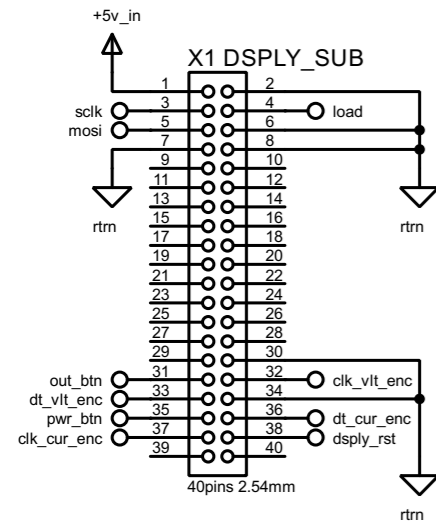 +5v_in
X1 DSPLY_SUB
1 2
sclk 3 4 load
mosi 5 6
7 8
9 10
11 12
rtrn 13 14 rtrn
15 16
17 18
19 20
21 22
23 24
25 26
27 28
29 30
out_btn 31 32 clk_vlt_enc
dt_vlt_enc 33 34
pwr_btn 35 36 dt_cur_enc
clk_cur_enc 37 38 dsply_rst
39 40
40pins 2.54mm
rtrn